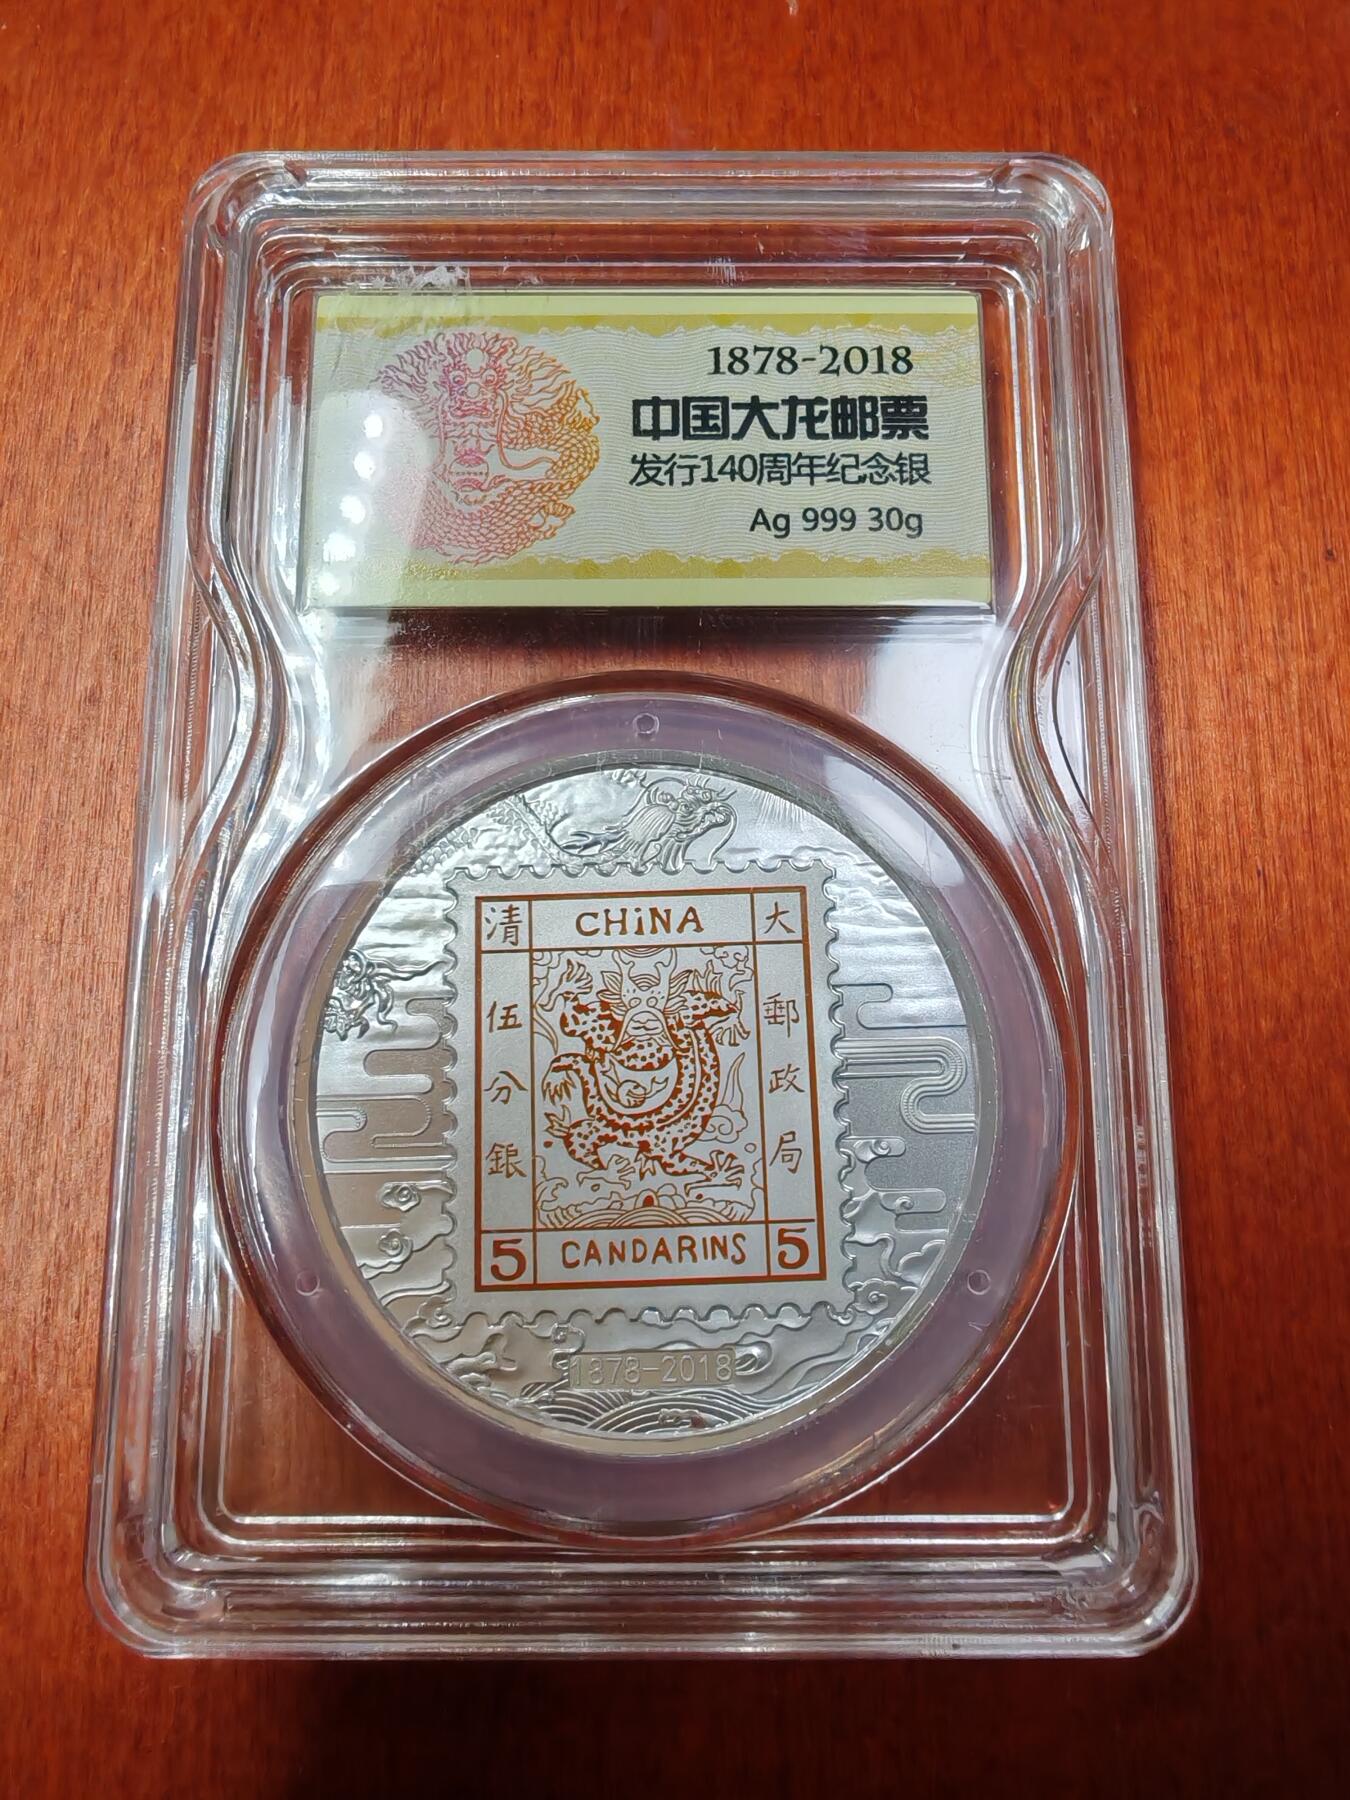 1878-2018
中国大龙邮票
发行140周年纪念银
Ag 999 30g
清 CHiNA 大
伍分銀
郵政局
5 CANDARINS 5
1878-2018